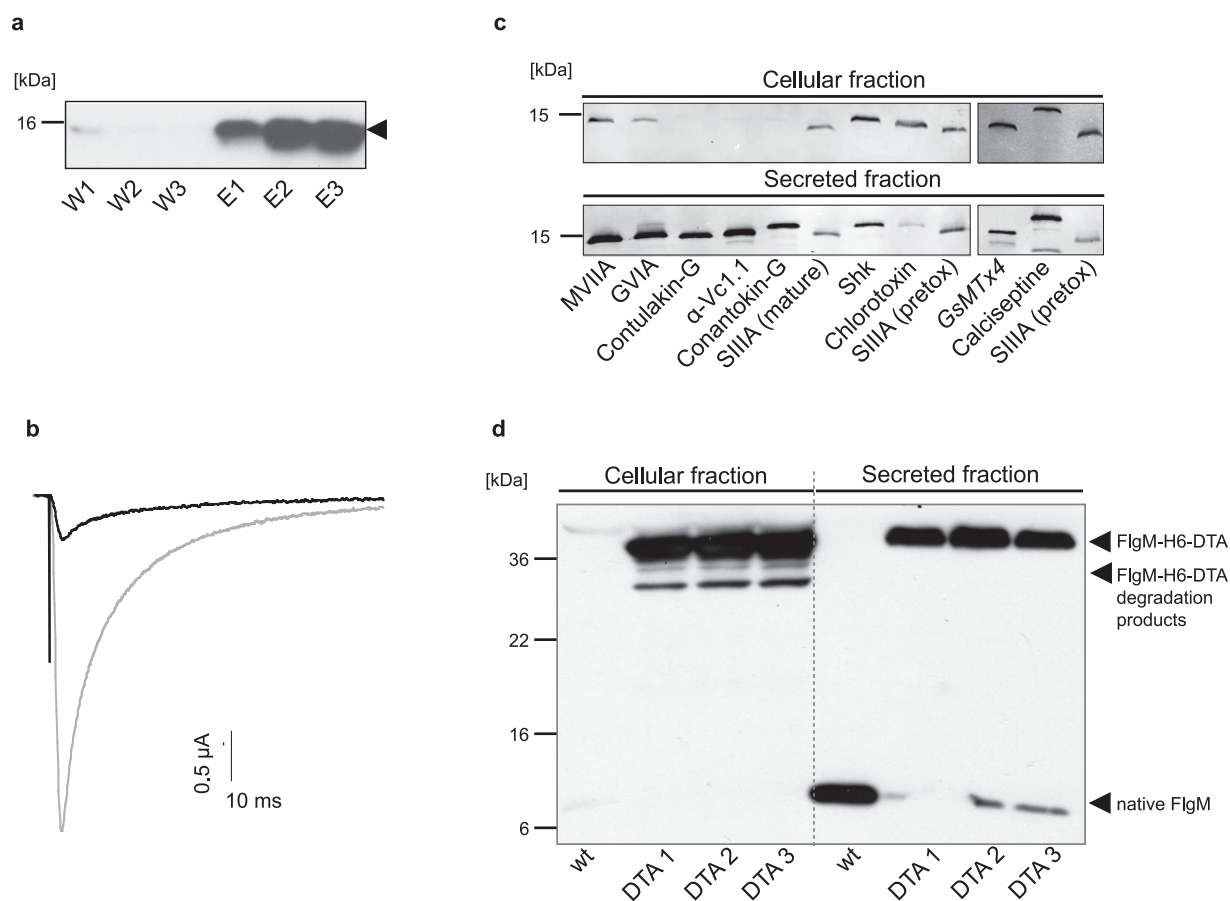 a
[kDa]
16
W1
W2
W3
E1
E2
E3
c
[kDa]
Cellular fraction
15
Secreted fraction
15
MVIIA
GVIA
Contulakin-G
α-Vc1.1
Conantokin-G
SIIIA (mature)
Shk
Chlorotoxin
SIIIA (pretox)
GsMTx4
Calciseptine
SIIIA (pretox)
b
0.5 µA
10 ms
d
[kDa]
Cellular fraction
Secreted fraction
36
22
16
6
FlgM-H6-DTA
FlgM-H6-DTA
degradation
products
native FlgM
wt
DTA 1
DTA 2
DTA 3
wt
DTA 1
DTA 2
DTA 3